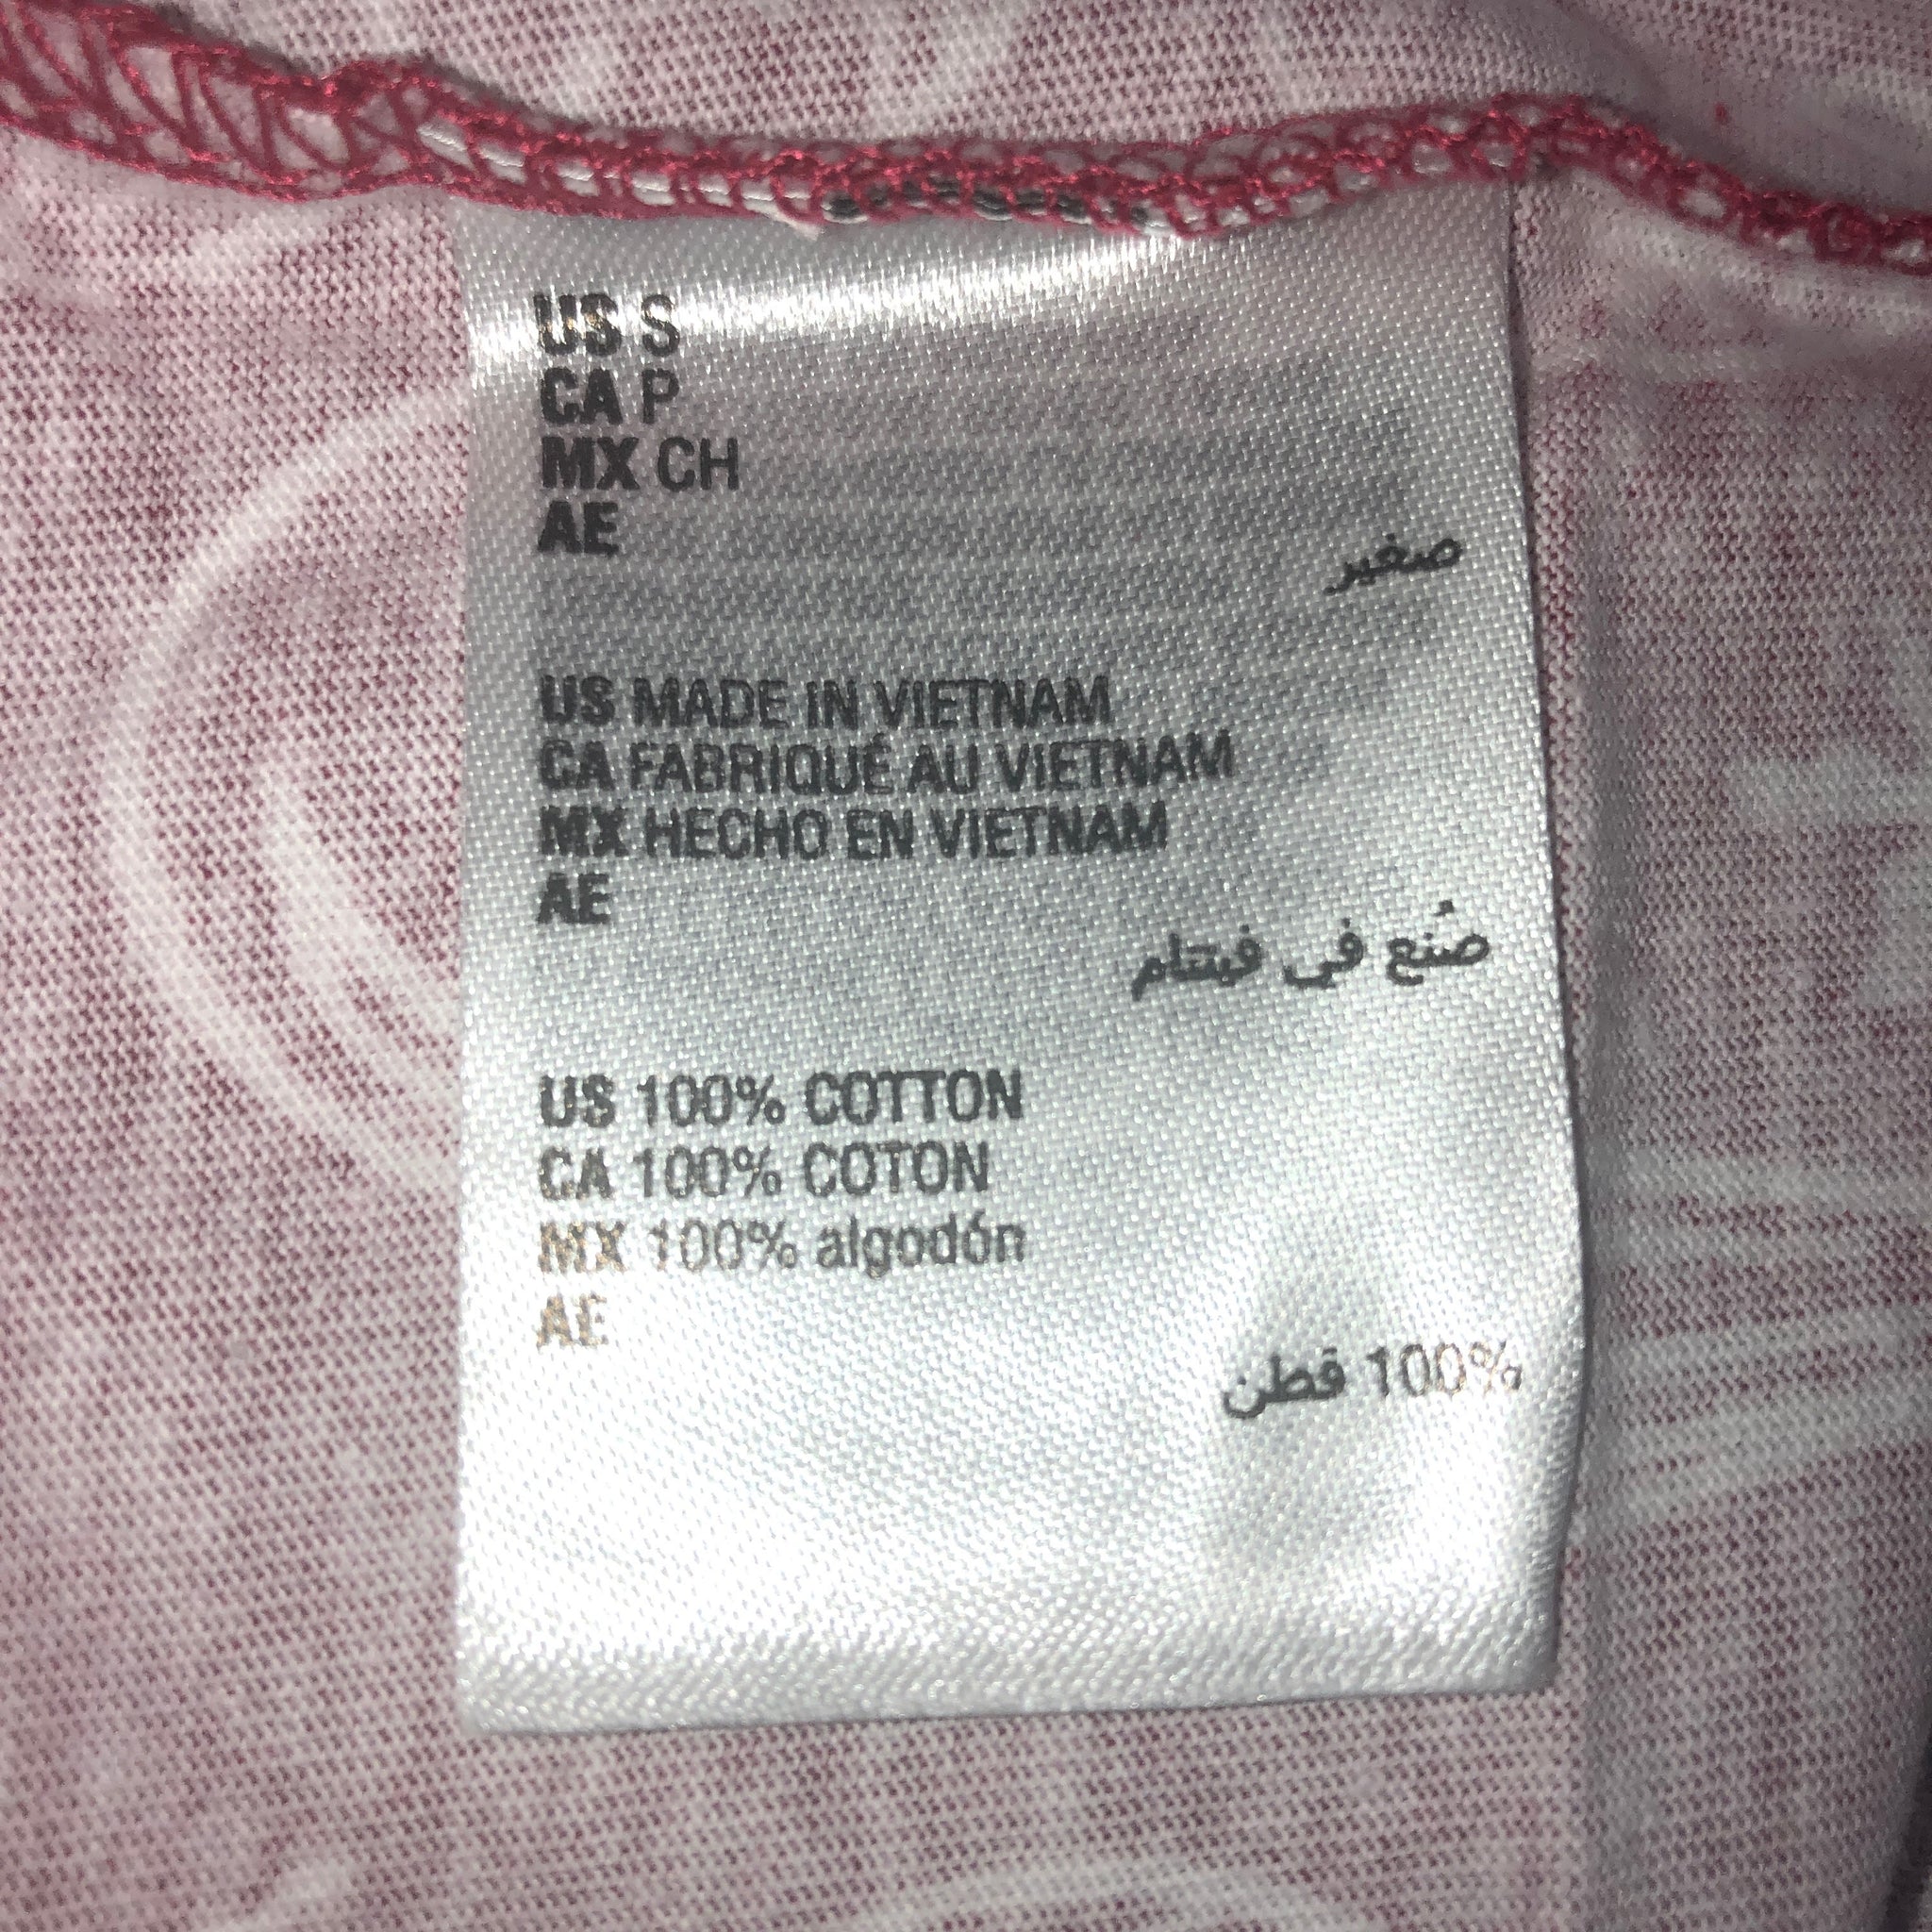 US S
CA P
MX CH
AE
صغير
US MADE IN VIETNAM
CA FABRIQUÉ AU VIETNAM
MX HECHO EN VIETNAM
AE
صُنع في فيتنام
US 100% COTTON
CA 100% COTON
MX 100% algodón
AE
100% قطن